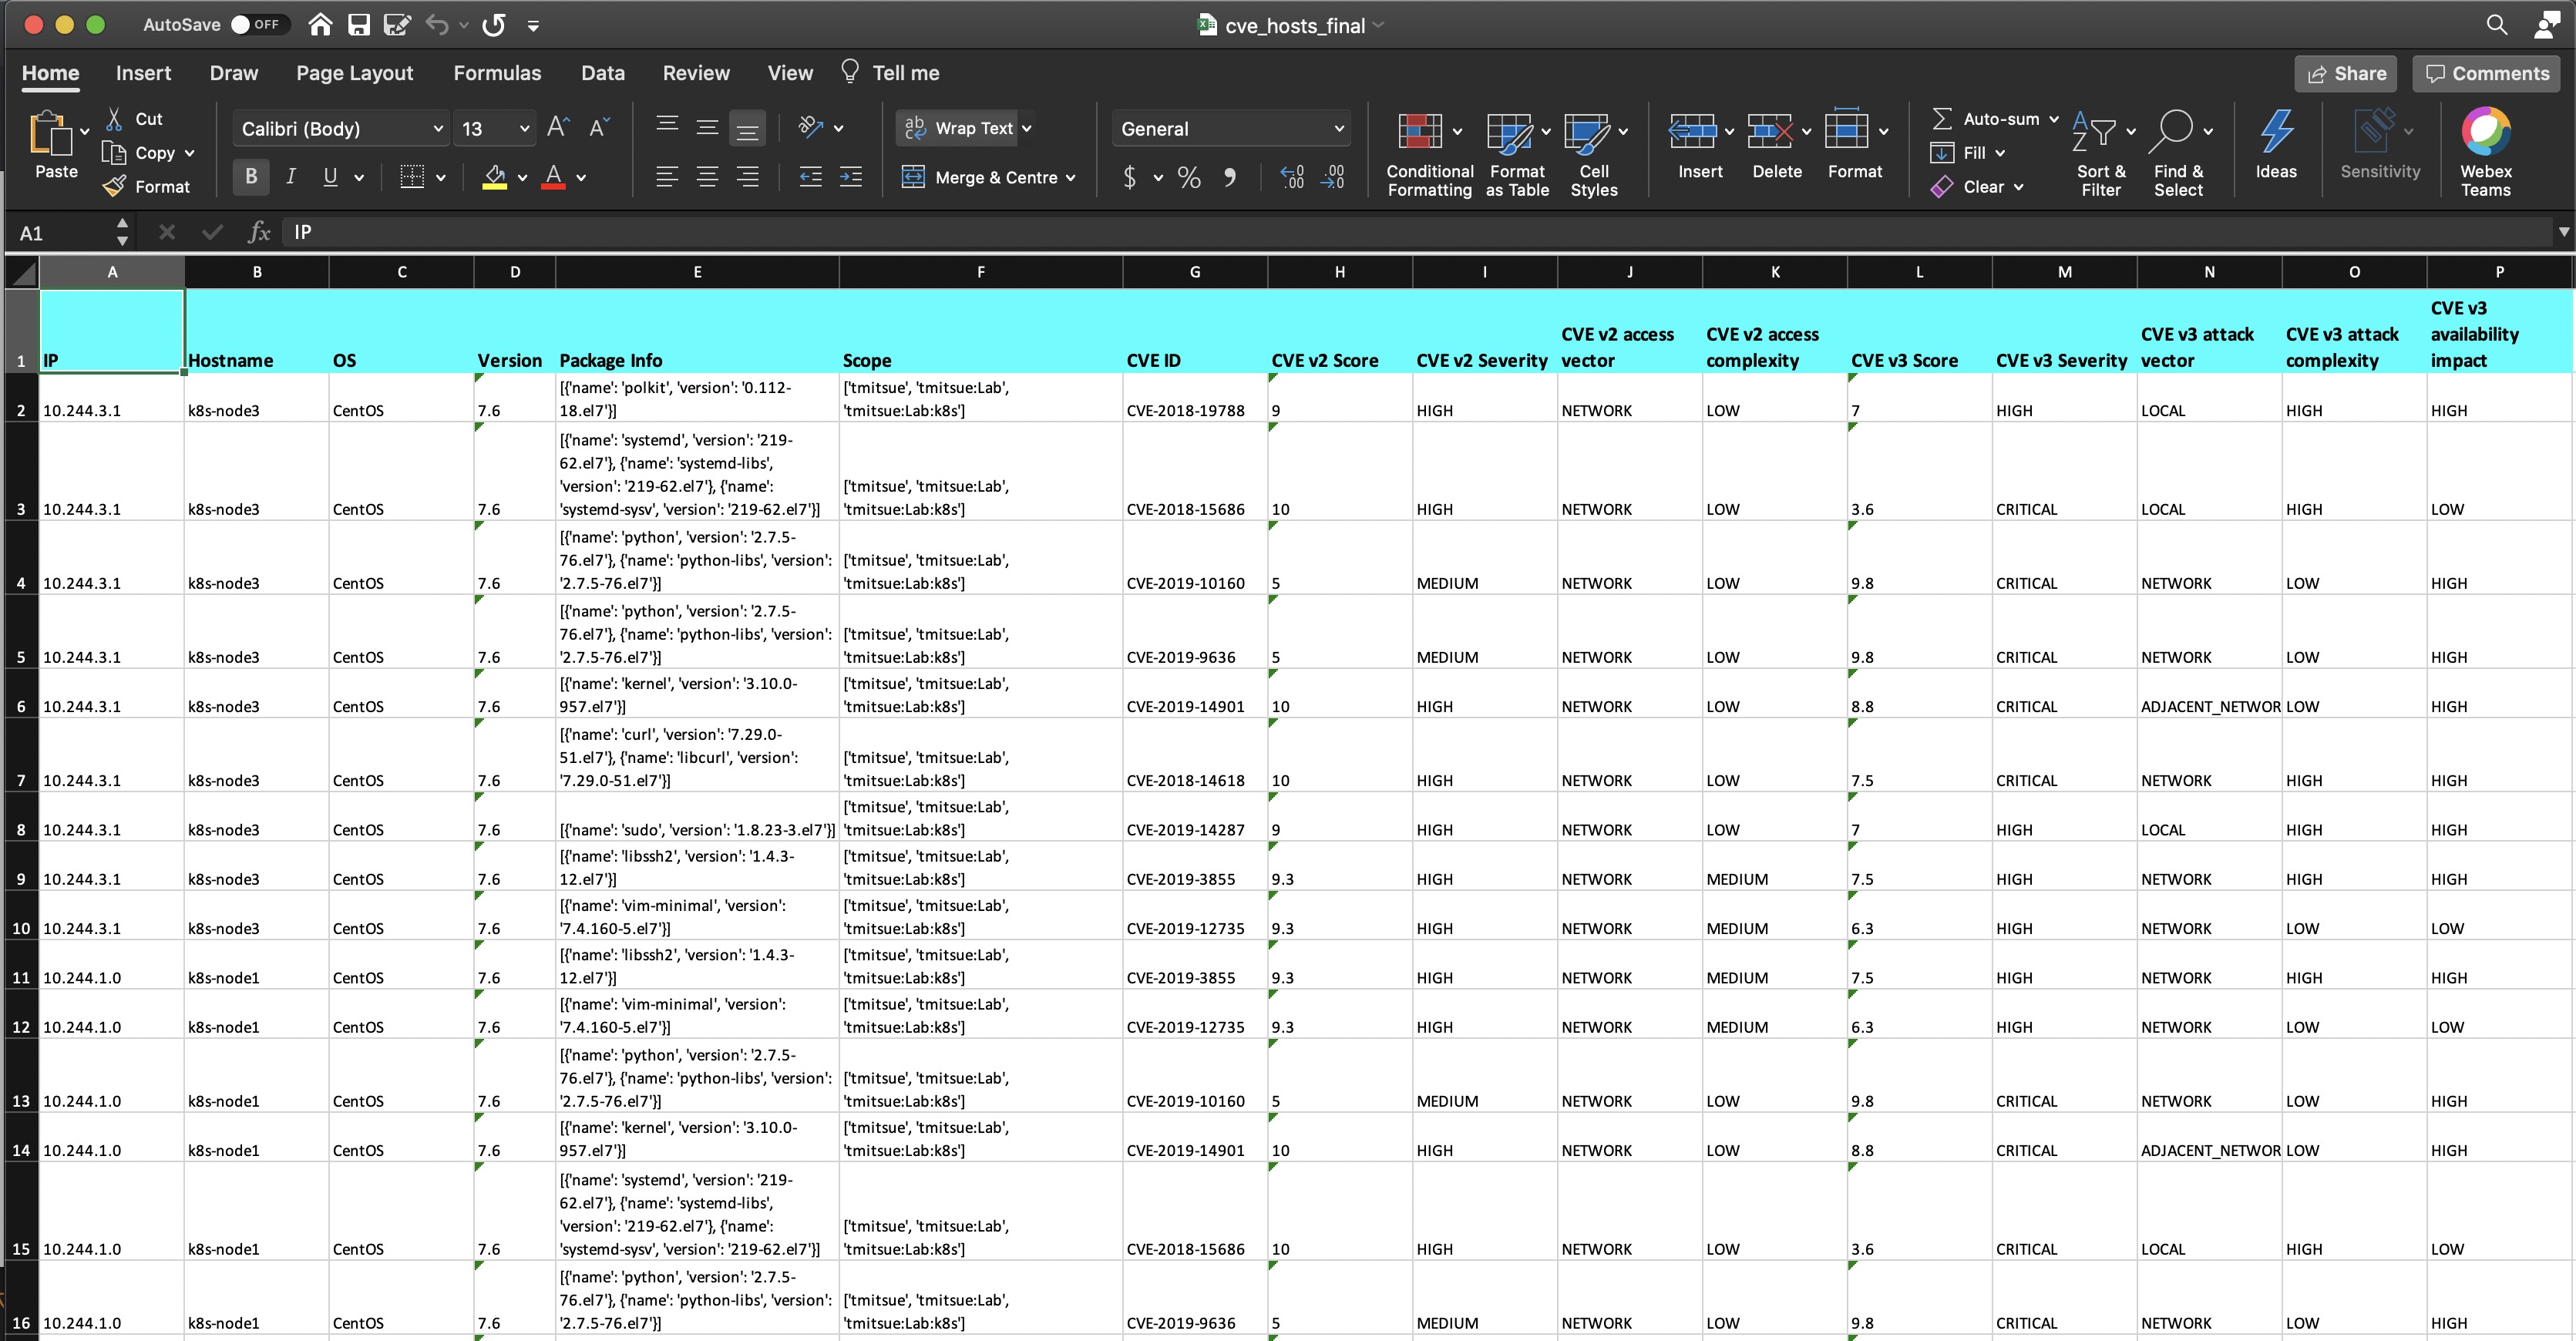 AutoSave OFF cve_hosts_final
Home Insert Draw Page Layout Formulas Data Review View Tell me Share Comments
Paste Cut Copy Format
Calibri (Body) 13 A^ A˅ Wrap Text General
B I U A Merge & Centre $ % , .00 .00
Conditional Formatting
Format as Table
Cell Styles
Insert Delete Format
Auto-sum Fill Clear
Sort & Filter
Find & Select
Ideas Sensitivity
Webex Teams
A1 fx IP
A B C D E F G H I J K L M N O P
1 IP Hostname OS Version Package Info Scope CVE ID CVE v2 Score CVE v2 Severity CVE v2 access vector CVE v2 access complexity CVE v3 Score CVE v3 Severity CVE v3 attack vector CVE v3 attack complexity CVE v3 availability impact
2 10.244.3.1 k8s-node3 CentOS 7.6 [{'name': 'polkit', 'version': '0.112-18.el7'}] ['tmitsue', 'tmitsue:Lab', 'tmitsue:Lab:k8s'] CVE-2018-19788 9 HIGH NETWORK LOW 7 HIGH LOCAL HIGH HIGH
3 10.244.3.1 k8s-node3 CentOS 7.6 [{'name': 'systemd', 'version': '219-62.el7'}, {'name': 'systemd-libs', 'version': '219-62.el7'}, {'name': 'systemd-sysv', 'version': '219-62.el7'}] ['tmitsue', 'tmitsue:Lab', 'tmitsue:Lab:k8s'] CVE-2018-15686 10 HIGH NETWORK LOW 3.6 CRITICAL LOCAL HIGH LOW
4 10.244.3.1 k8s-node3 CentOS 7.6 [{'name': 'python', 'version': '2.7.5-76.el7'}, {'name': 'python-libs', 'version': '2.7.5-76.el7'}] ['tmitsue', 'tmitsue:Lab', 'tmitsue:Lab:k8s'] CVE-2019-10160 5 MEDIUM NETWORK LOW 9.8 CRITICAL NETWORK LOW HIGH
5 10.244.3.1 k8s-node3 CentOS 7.6 [{'name': 'python', 'version': '2.7.5-76.el7'}, {'name': 'python-libs', 'version': '2.7.5-76.el7'}] ['tmitsue', 'tmitsue:Lab', 'tmitsue:Lab:k8s'] CVE-2019-9636 5 MEDIUM NETWORK LOW 9.8 CRITICAL NETWORK LOW HIGH
6 10.244.3.1 k8s-node3 CentOS 7.6 [{'name': 'kernel', 'version': '3.10.0-957.el7'}] ['tmitsue', 'tmitsue:Lab', 'tmitsue:Lab:k8s'] CVE-2019-14901 10 HIGH NETWORK LOW 8.8 CRITICAL ADJACENT_NETWOR LOW HIGH
7 10.244.3.1 k8s-node3 CentOS 7.6 [{'name': 'curl', 'version': '7.29.0-51.el7'}, {'name': 'libcurl', 'version': '7.29.0-51.el7'}] ['tmitsue', 'tmitsue:Lab', 'tmitsue:Lab:k8s'] CVE-2018-14618 10 HIGH NETWORK LOW 7.5 CRITICAL NETWORK HIGH HIGH
8 10.244.3.1 k8s-node3 CentOS 7.6 [{'name': 'sudo', 'version': '1.8.23-3.el7'}] ['tmitsue', 'tmitsue:Lab', 'tmitsue:Lab:k8s'] CVE-2019-14287 9 HIGH NETWORK LOW 7 HIGH LOCAL HIGH HIGH
9 10.244.3.1 k8s-node3 CentOS 7.6 [{'name': 'libssh2', 'version': '1.4.3-12.el7'}] ['tmitsue', 'tmitsue:Lab', 'tmitsue:Lab:k8s'] CVE-2019-3855 9.3 HIGH NETWORK MEDIUM 7.5 HIGH NETWORK HIGH HIGH
10 10.244.3.1 k8s-node3 CentOS 7.6 [{'name': 'vim-minimal', 'version': '7.4.160-5.el7'}] ['tmitsue', 'tmitsue:Lab', 'tmitsue:Lab:k8s'] CVE-2019-12735 9.3 HIGH NETWORK MEDIUM 6.3 HIGH NETWORK LOW LOW
11 10.244.1.0 k8s-node1 CentOS 7.6 [{'name': 'libssh2', 'version': '1.4.3-12.el7'}] ['tmitsue', 'tmitsue:Lab', 'tmitsue:Lab:k8s'] CVE-2019-3855 9.3 HIGH NETWORK MEDIUM 7.5 HIGH NETWORK HIGH HIGH
12 10.244.1.0 k8s-node1 CentOS 7.6 [{'name': 'vim-minimal', 'version': '7.4.160-5.el7'}] ['tmitsue', 'tmitsue:Lab', 'tmitsue:Lab:k8s'] CVE-2019-12735 9.3 HIGH NETWORK MEDIUM 6.3 HIGH NETWORK LOW LOW
13 10.244.1.0 k8s-node1 CentOS 7.6 [{'name': 'python', 'version': '2.7.5-76.el7'}, {'name': 'python-libs', 'version': '2.7.5-76.el7'}] ['tmitsue', 'tmitsue:Lab', 'tmitsue:Lab:k8s'] CVE-2019-10160 5 MEDIUM NETWORK LOW 9.8 CRITICAL NETWORK LOW HIGH
14 10.244.1.0 k8s-node1 CentOS 7.6 [{'name': 'kernel', 'version': '3.10.0-957.el7'}] ['tmitsue', 'tmitsue:Lab', 'tmitsue:Lab:k8s'] CVE-2019-14901 10 HIGH NETWORK LOW 8.8 CRITICAL ADJACENT_NETWOR LOW HIGH
15 10.244.1.0 k8s-node1 CentOS 7.6 [{'name': 'systemd', 'version': '219-62.el7'}, {'name': 'systemd-libs', 'version': '219-62.el7'}, {'name': 'systemd-sysv', 'version': '219-62.el7'}] ['tmitsue', 'tmitsue:Lab', 'tmitsue:Lab:k8s'] CVE-2018-15686 10 HIGH NETWORK LOW 3.6 CRITICAL LOCAL HIGH LOW
16 10.244.1.0 k8s-node1 CentOS 7.6 [{'name': 'python', 'version': '2.7.5-76.el7'}, {'name': 'python-libs', 'version': '2.7.5-76.el7'}] ['tmitsue', 'tmitsue:Lab', 'tmitsue:Lab:k8s'] CVE-2019-9636 5 MEDIUM NETWORK LOW 9.8 CRITICAL NETWORK LOW HIGH